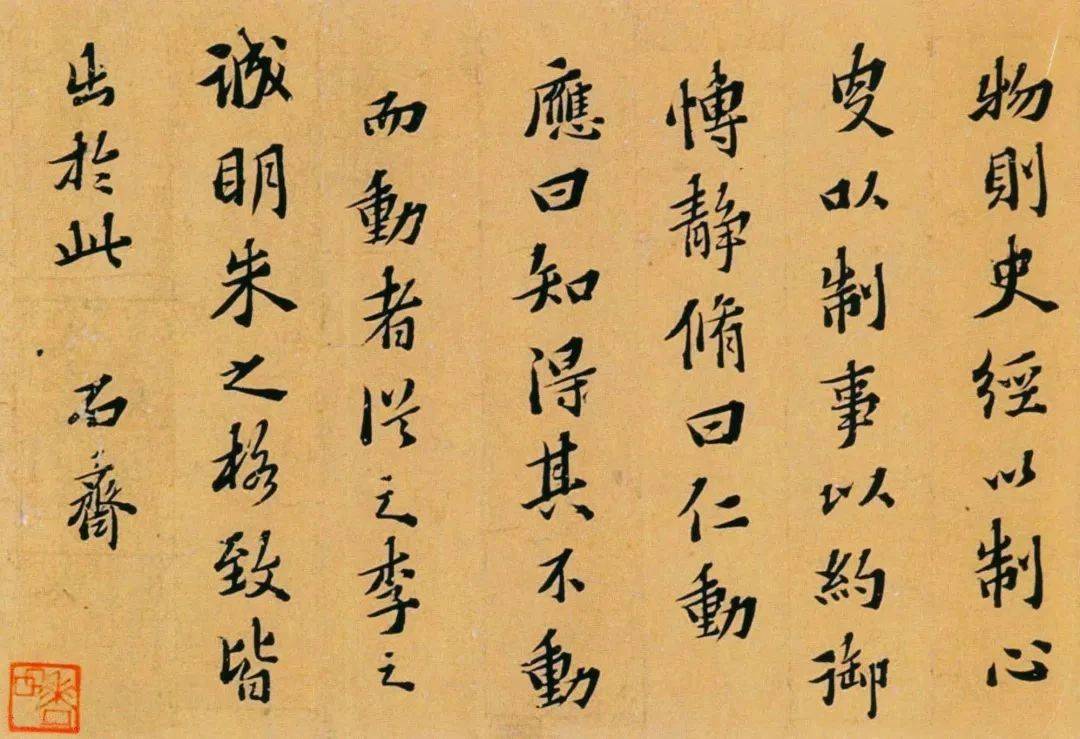 物則史經以制心
史以制事以約御
愽靜脩曰仁動
應曰知得其不動
而動者從之李之
誠明朱之格致皆
出於此 石齋